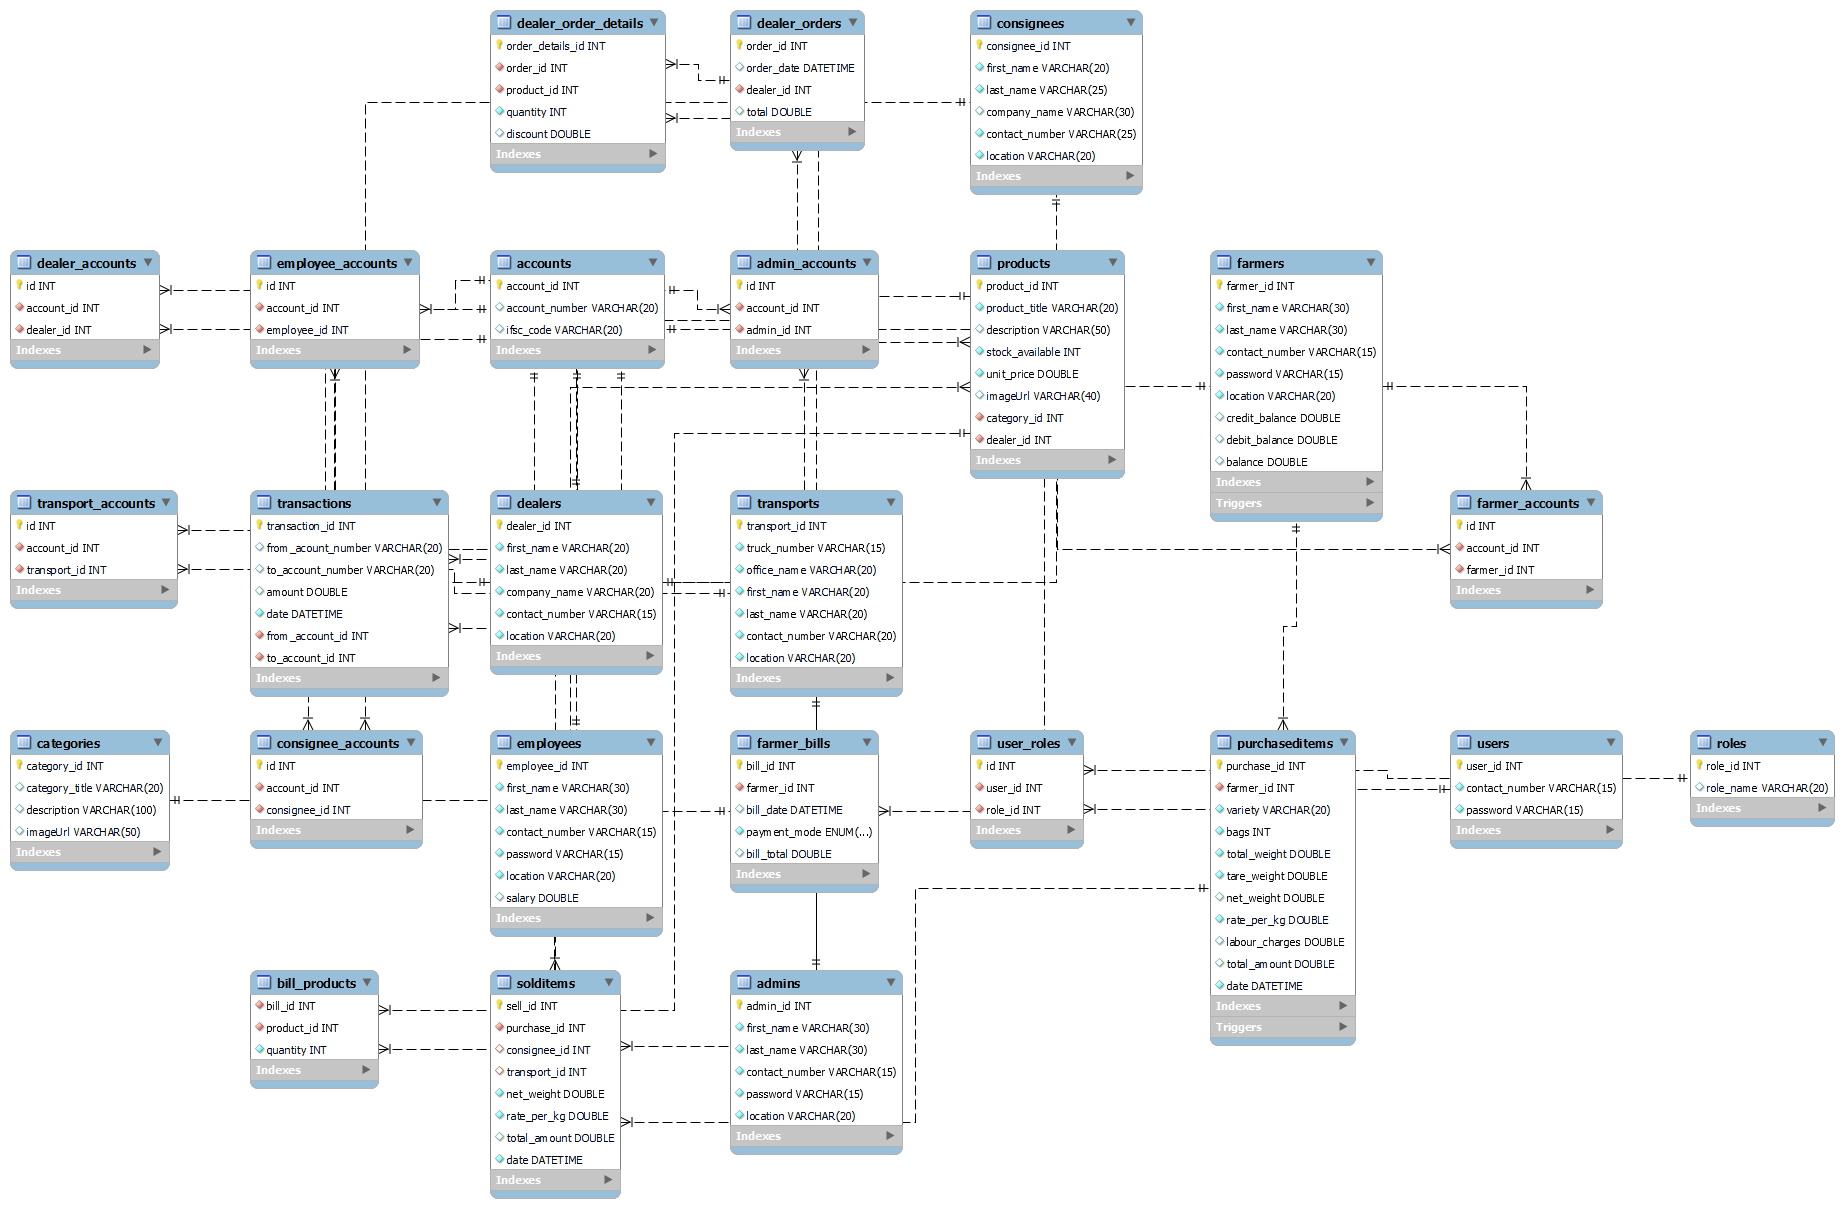 dealer_order_details
order_details_id INT
order_id INT
product_id INT
quantity INT
discount DOUBLE
Indexes
dealer_orders
order_id INT
order_date DATETIME
dealer_id INT
total DOUBLE
Indexes
consignees
consignee_id INT
first_name VARCHAR(20)
last_name VARCHAR(25)
company_name VARCHAR(30)
contact_number VARCHAR(25)
location VARCHAR(20)
Indexes
dealer_accounts
id INT
account_id INT
dealer_id INT
Indexes
employee_accounts
id INT
account_id INT
employee_id INT
Indexes
accounts
account_id INT
account_number VARCHAR(20)
ifsc_code VARCHAR(20)
Indexes
admin_accounts
id INT
account_id INT
admin_id INT
Indexes
products
product_id INT
product_title VARCHAR(20)
description VARCHAR(50)
stock_available INT
unit_price DOUBLE
imageUrl VARCHAR(40)
category_id INT
dealer_id INT
Indexes
farmers
farmer_id INT
first_name VARCHAR(30)
last_name VARCHAR(30)
contact_number VARCHAR(15)
password VARCHAR(15)
location VARCHAR(20)
credit_balance DOUBLE
debit_balance DOUBLE
balance DOUBLE
Indexes
Triggers
transport_accounts
id INT
account_id INT
transport_id INT
Indexes
transactions
transaction_id INT
from_acount_number VARCHAR(20)
to_account_number VARCHAR(20)
amount DOUBLE
date DATETIME
from_account_id INT
to_account_id INT
Indexes
dealers
dealer_id INT
first_name VARCHAR(20)
last_name VARCHAR(20)
company_name VARCHAR(20)
contact_number VARCHAR(15)
location VARCHAR(20)
Indexes
transports
transport_id INT
truck_number VARCHAR(15)
office_name VARCHAR(20)
first_name VARCHAR(20)
last_name VARCHAR(20)
contact_number VARCHAR(20)
location VARCHAR(20)
Indexes
farmer_accounts
id INT
account_id INT
farmer_id INT
Indexes
categories
category_id INT
category_title VARCHAR(20)
description VARCHAR(100)
imageUrl VARCHAR(50)
Indexes
consignee_accounts
id INT
account_id INT
consignee_id INT
Indexes
employees
employee_id INT
first_name VARCHAR(30)
last_name VARCHAR(30)
contact_number VARCHAR(15)
password VARCHAR(15)
location VARCHAR(20)
salary DOUBLE
Indexes
farmer_bills
bill_id INT
farmer_id INT
bill_date DATETIME
payment_mode ENUM(...)
bill_total DOUBLE
Indexes
user_roles
id INT
user_id INT
role_id INT
Indexes
purchaseditems
purchase_id INT
farmer_id INT
variety VARCHAR(20)
bags INT
total_weight DOUBLE
tare_weight DOUBLE
net_weight DOUBLE
rate_per_kg DOUBLE
labour_charges DOUBLE
total_amount DOUBLE
date DATETIME
Indexes
Triggers
users
user_id INT
contact_number VARCHAR(15)
password VARCHAR(15)
Indexes
roles
role_id INT
role_name VARCHAR(20)
Indexes
bill_products
bill_id INT
product_id INT
quantity INT
Indexes
solditems
sell_id INT
purchase_id INT
consignee_id INT
transport_id INT
net_weight DOUBLE
rate_per_kg DOUBLE
total_amount DOUBLE
date DATETIME
Indexes
admins
admin_id INT
first_name VARCHAR(30)
last_name VARCHAR(30)
contact_number VARCHAR(15)
password VARCHAR(15)
location VARCHAR(20)
Indexes